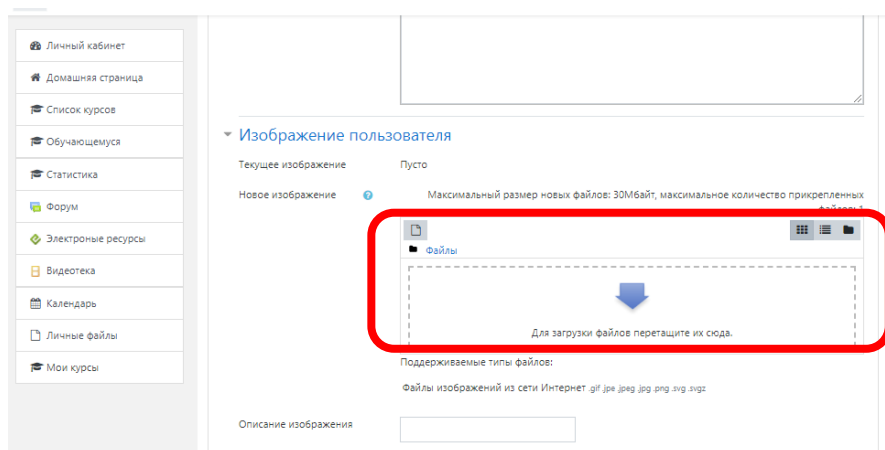 Личный кабинет
Домашняя страница
Список курсов
Обучающемуся
Статистика
Форум
Электроные ресурсы
Видеотека
Календарь
Личные файлы
Мои курсы
Изображение пользователя
Текущее изображение Пусто
Новое изображение Максимальный размер новых файлов: 30Мбайт, максимальное количество прикрепленных
Файлы
Для загрузки файлов перетащите их сюда.
Поддерживаемые типы файлов:
Файлы изображений из сети Интернет .gif .jpe .jpeg .jpg .png .svg .svgz
Описание изображения